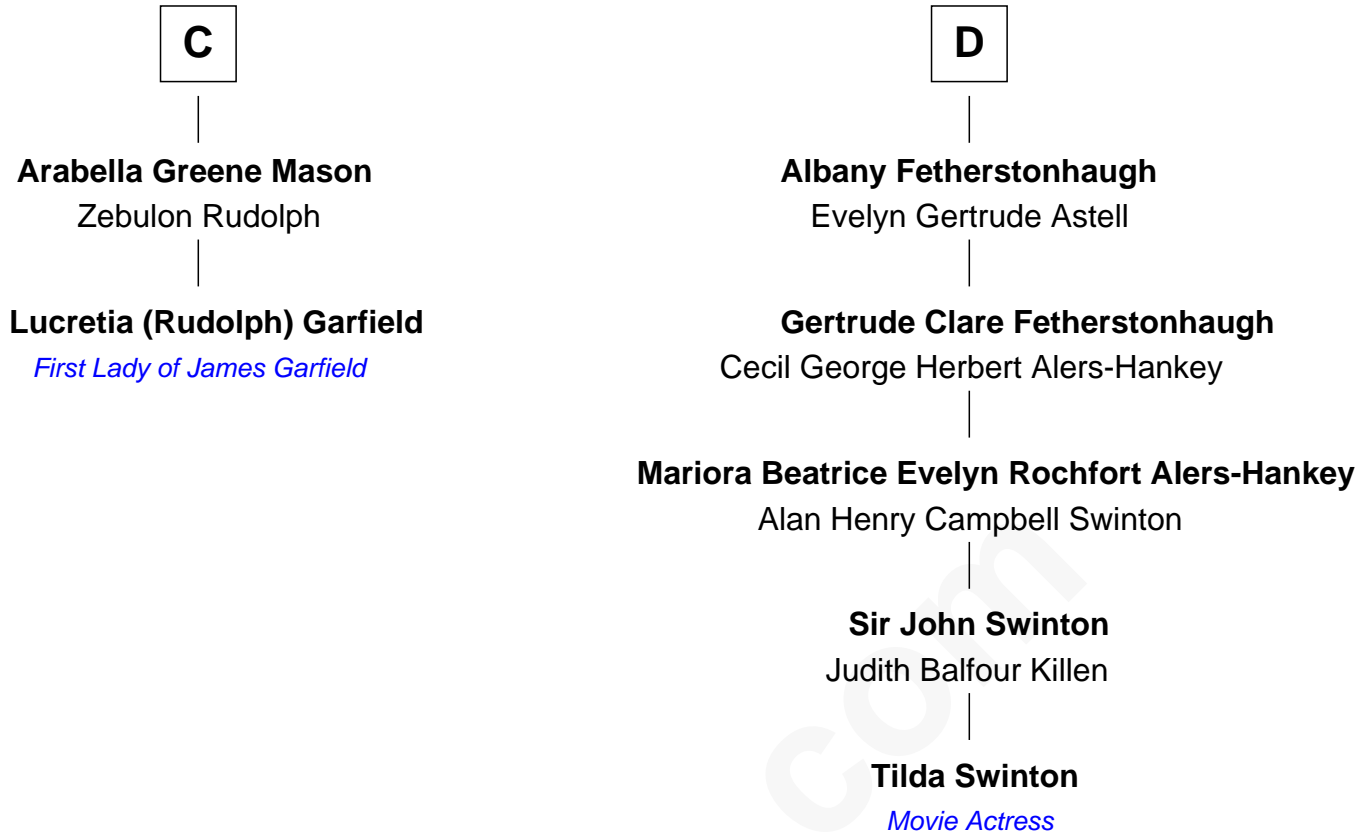 C
Arabella Greene Mason
Zebulon Rudolph
Lucretia (Rudolph) Garfield
First Lady of James Garfield
D
Albany Fetherstonhaugh
Evelyn Gertrude Astell
Gertrude Clare Fetherstonhaugh
Cecil George Herbert Alers-Hankey
Mariora Beatrice Evelyn Rochfort Alers-Hankey
Alan Henry Campbell Swinton
Sir John Swinton
Judith Balfour Killen
Tilda Swinton
Movie Actress
com